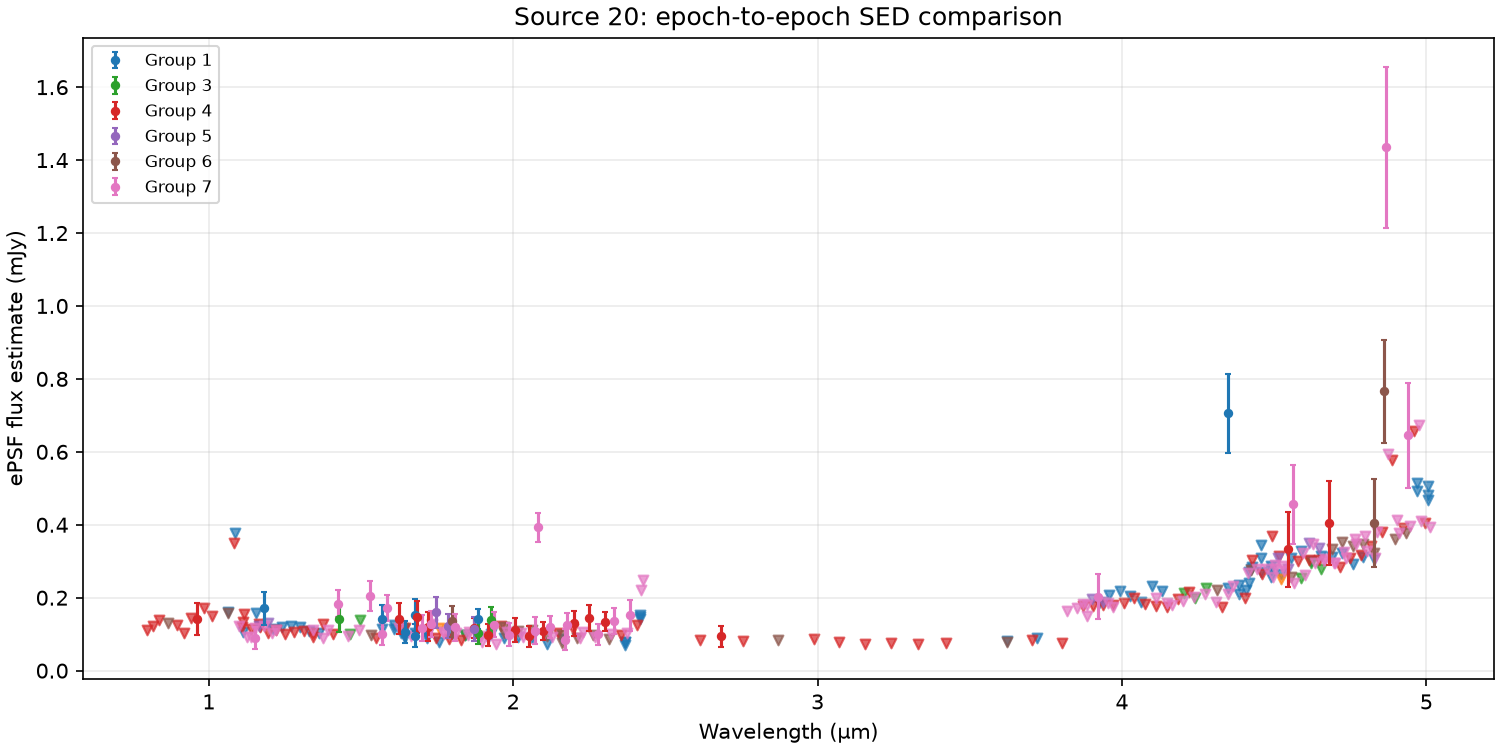 Source 20: epoch-to-epoch SED comparison
Group 1
Group 3
Group 4
Group 5
Group 6
Group 7
ePSF flux estimate (mJy)
1.6
1.4
1.2
1.0
0.8
0.6
0.4
0.2
0.0
1 2 3 4 5
Wavelength (μm)